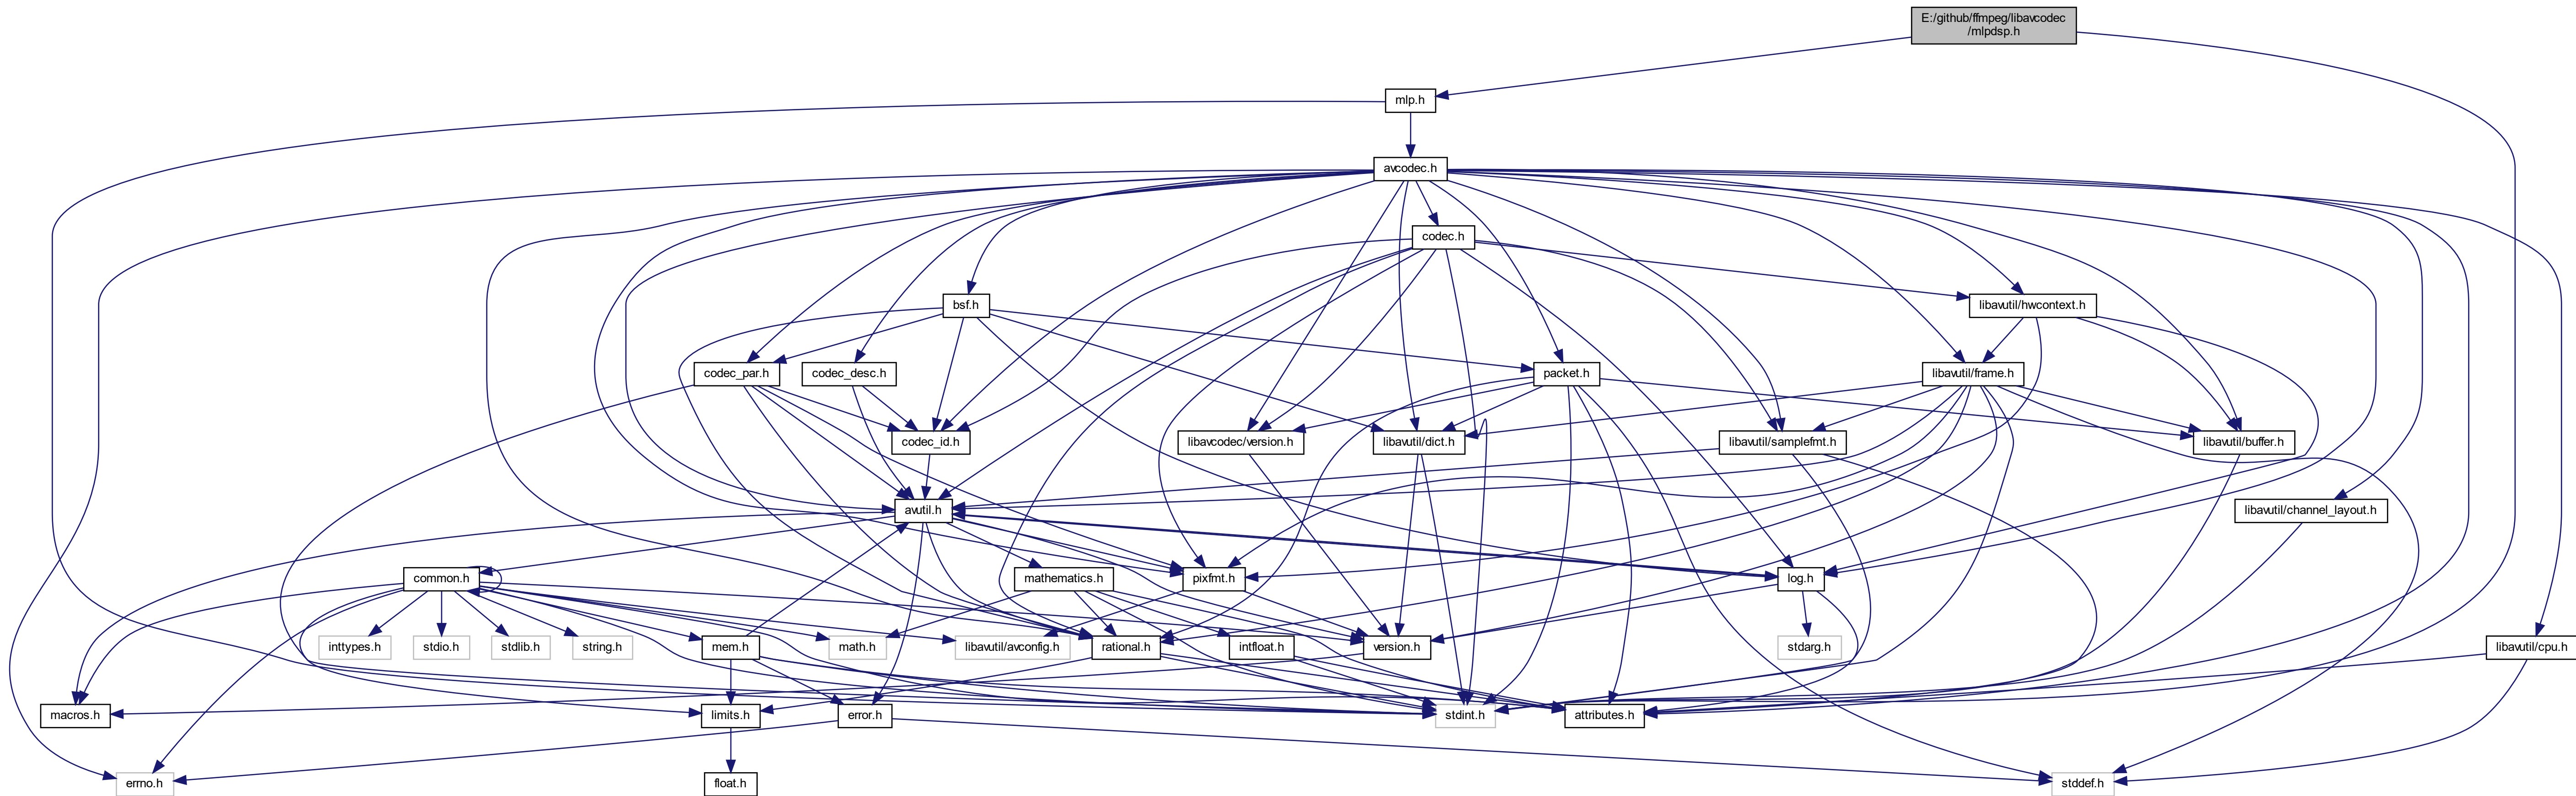 E:/github/ffmpeg/libavcodec
/mlpdsp.h
mlp.h
avcodec.h
codec.h
bsf.h
libavutil/hwcontext.h
codec_par.h
codec_desc.h
packet.h
libavutil/frame.h
codec_id.h
libavcodec/version.h
libavutil/dict.h
libavutil/samplefmt.h
libavutil/buffer.h
avutil.h
libavutil/channel_layout.h
common.h
mathematics.h
pixfmt.h
log.h
inttypes.h
stdio.h
stdlib.h
string.h
mem.h
math.h
libavutil/avconfig.h
rational.h
intfloat.h
version.h
stdarg.h
libavutil/cpu.h
macros.h
limits.h
error.h
stdint.h
attributes.h
errno.h
float.h
stddef.h